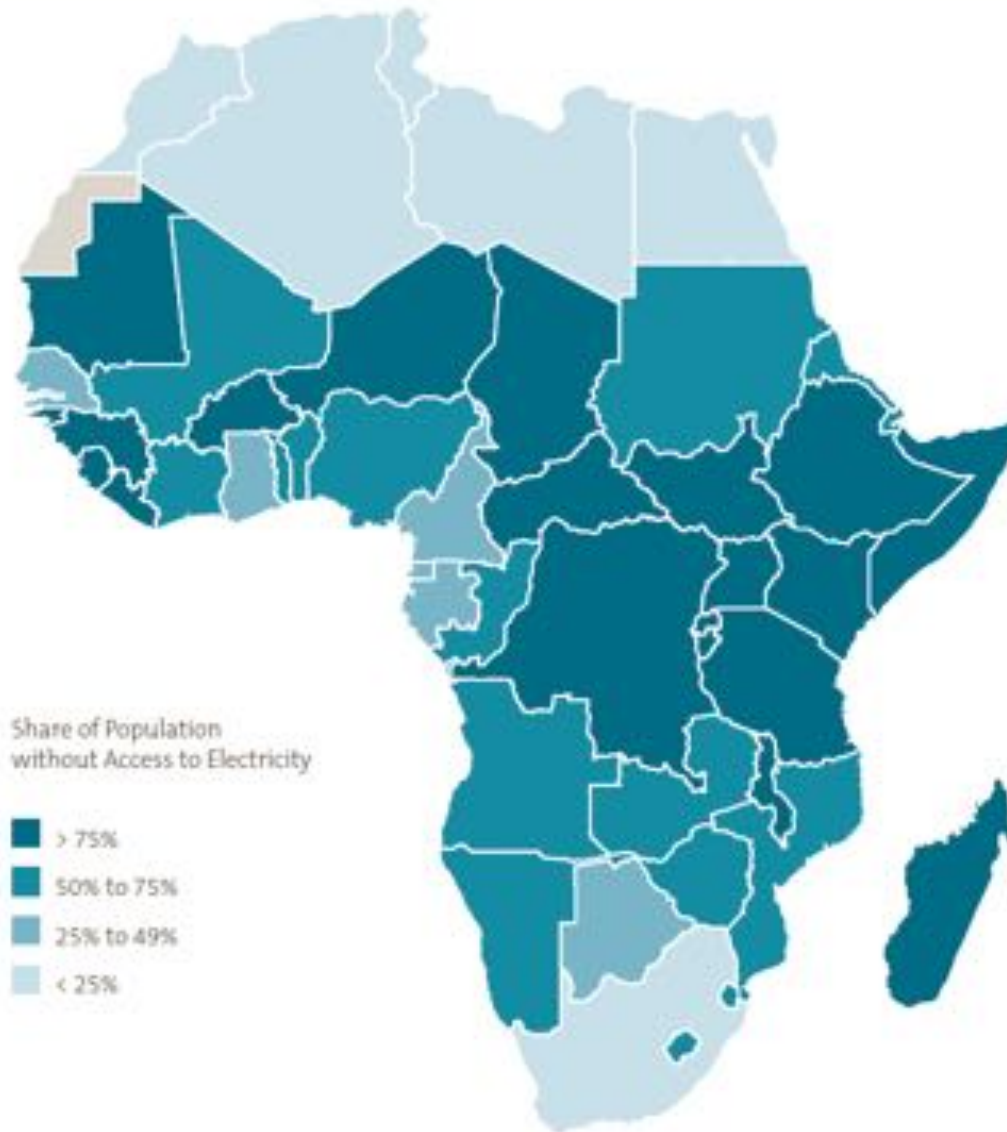 Share of Population
without Access to Electricity
> 75%
50% to 75%
25% to 49%
< 25%